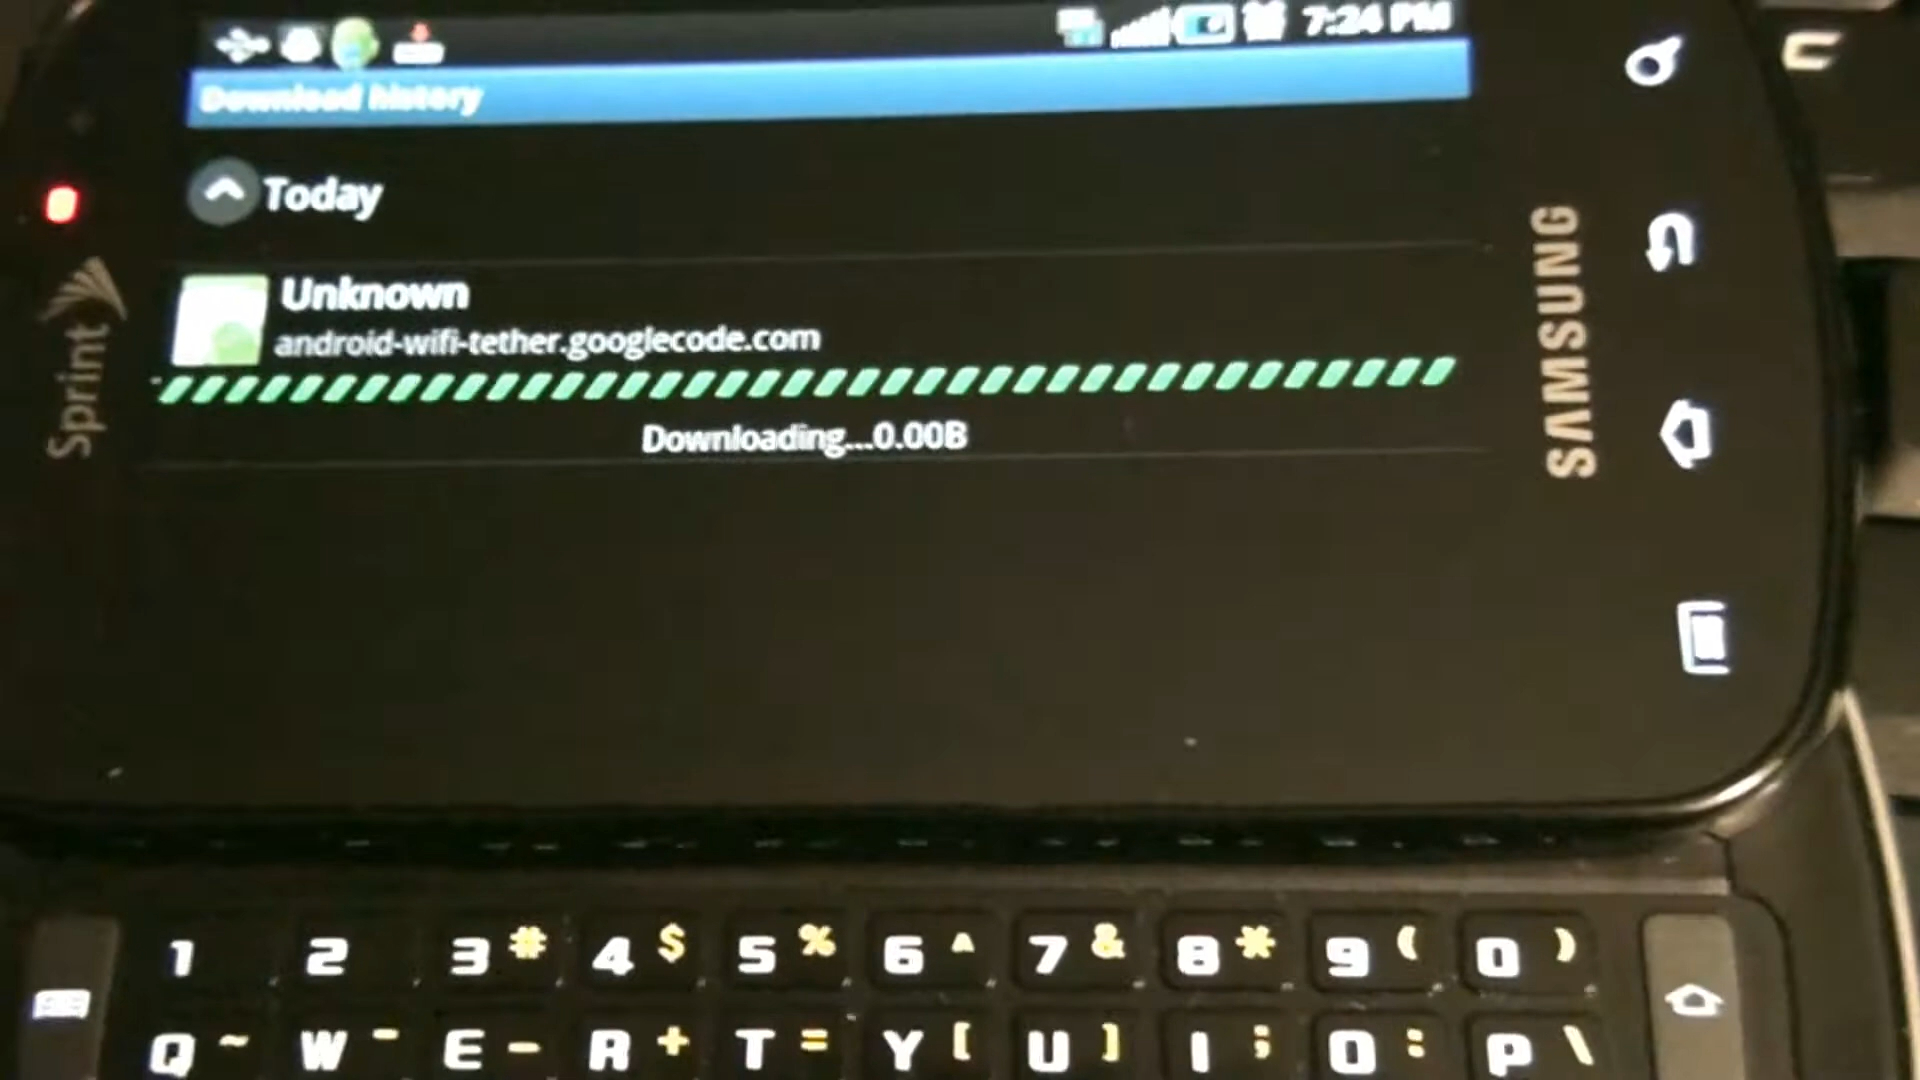 7:24 PM
Download history
Today
Unknown
android-wifi-tether.googlecode.com
Downloading...0.00B
Sprint
SAMSUNG
1 2 3 # 4 $ 5 % 6 ^ 7 & 8 * 9 ( 0 )
Q ~ W - E - R + T = Y [ U ] I ; O : P \